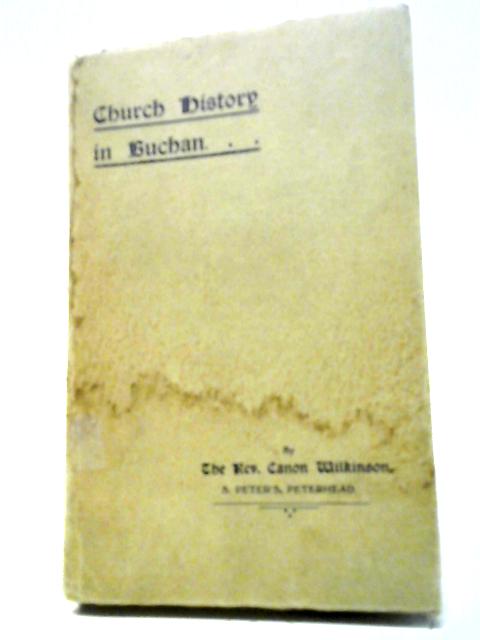 Church History
in Buchan. . .
By
The Rev. Canon Wilkinson,
S. PETER'S, PETERHEAD.